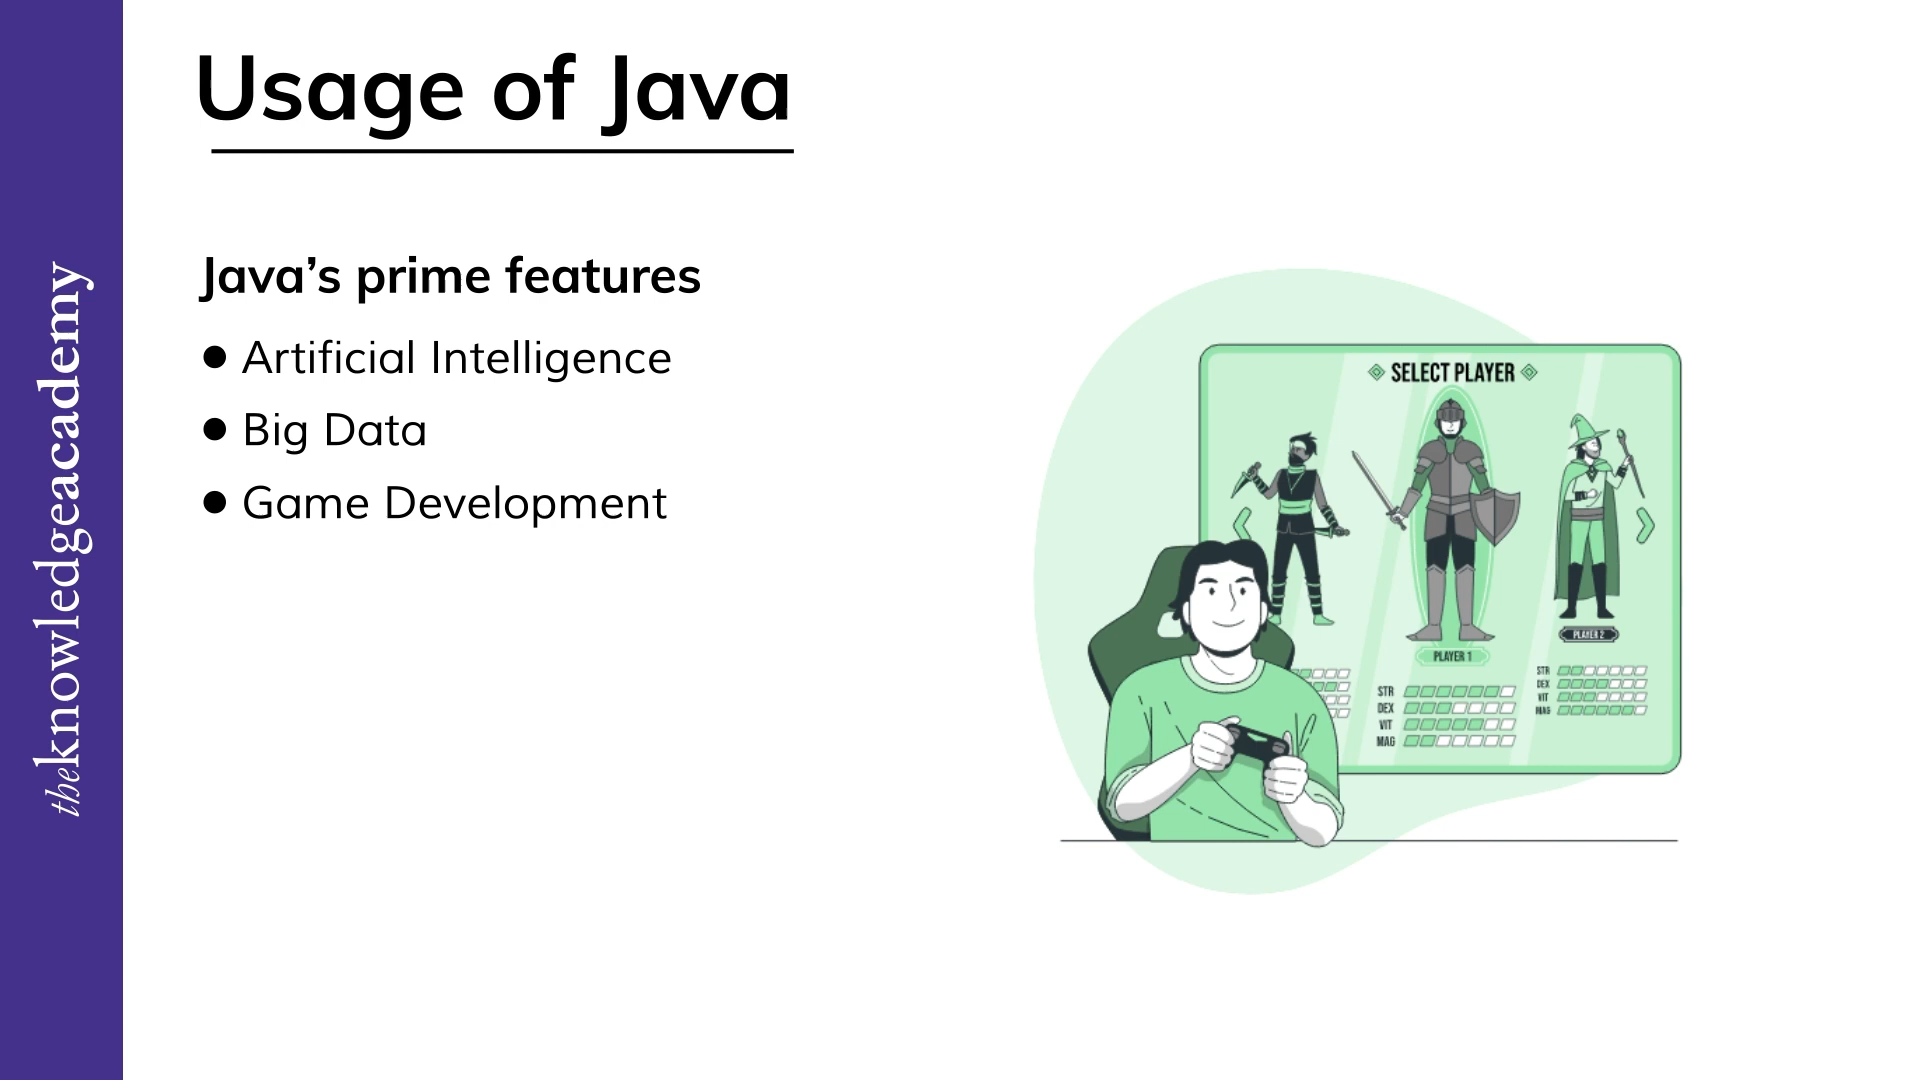 Usage of Java
Java’s prime features
● Artificial Intelligence
● Big Data
● Game Development
theknowledgeacademy
SELECT PLAYER
PLAYER 1
STR
DEX
VIT
MAG
PLAYER 2
STR
DEX
VIT
MAG